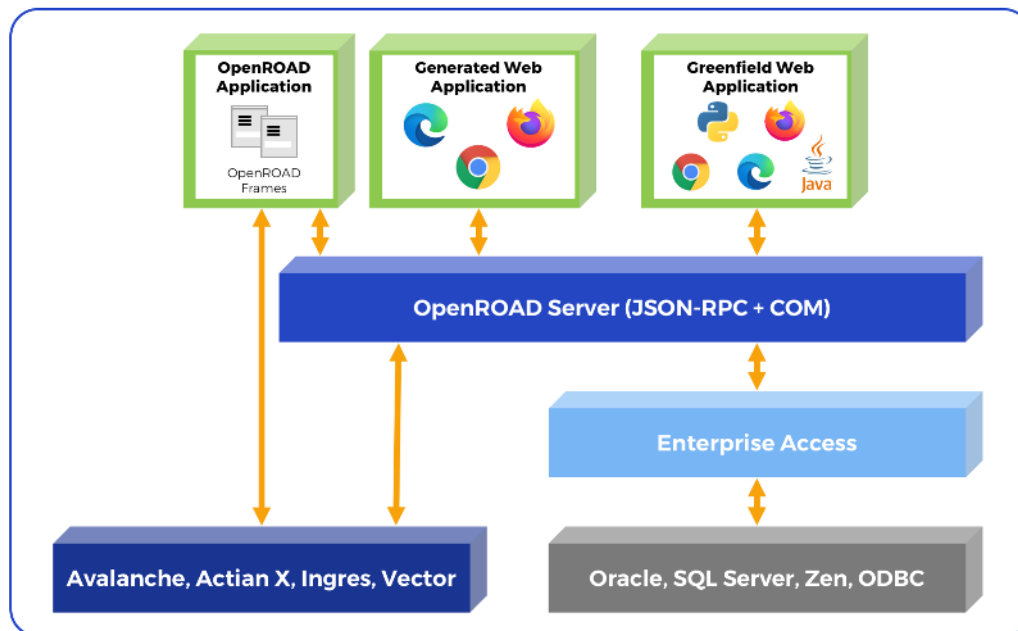 OpenROAD
Application
OpenROAD
Frames
Generated Web
Application
Greenfield Web
Application
Java
OpenROAD Server (JSON-RPC + COM)
Enterprise Access
Avalanche, Actian X, Ingres, Vector
Oracle, SQL Server, Zen, ODBC